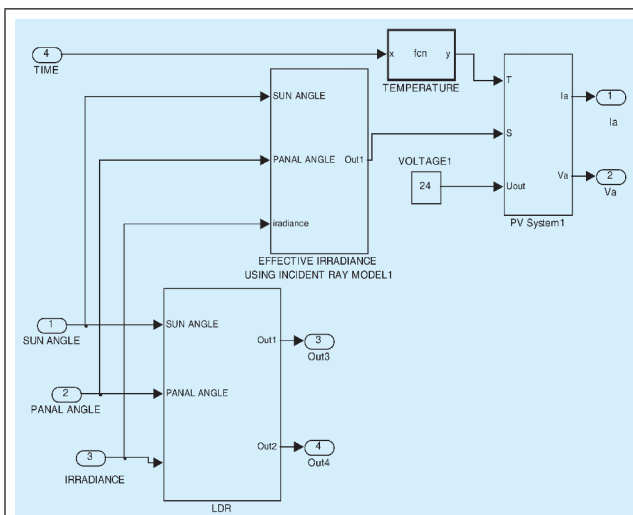 4
TIME
x fcn y
TEMPERATURE
SUN ANGLE
PANAL ANGLE
Out1
iradiance
EFFECTIVE IRRADIANCE
USING INCIDENT RAY MODEL1
VOLTAGE1
24
T
S
Uout
Ia
Va
PV System1
1
Ia
2
Va
1
SUN ANGLE
2
PANAL ANGLE
3
IRRADIANCE
SUN ANGLE
PANAL ANGLE
Out1
Out2
LDR
3
Out3
4
Out4